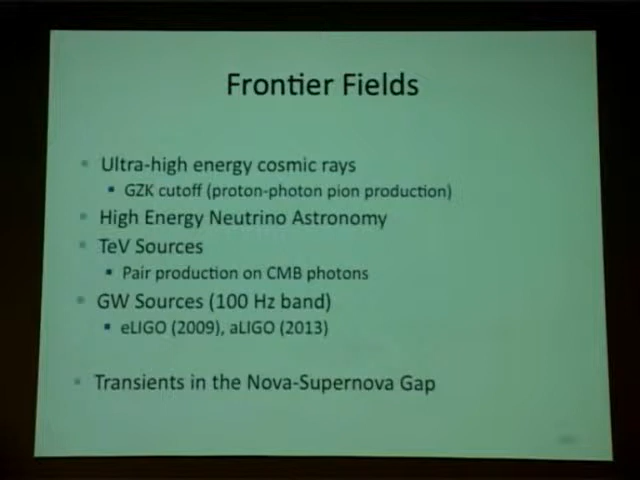 Frontier Fields
Ultra-high energy cosmic rays
GZK cutoff (proton-photon pion production)
High Energy Neutrino Astronomy
TeV Sources
Pair production on CMB photons
GW Sources (100 Hz band)
eLIGO (2009), aLIGO (2013)
Transients in the Nova-Supernova Gap